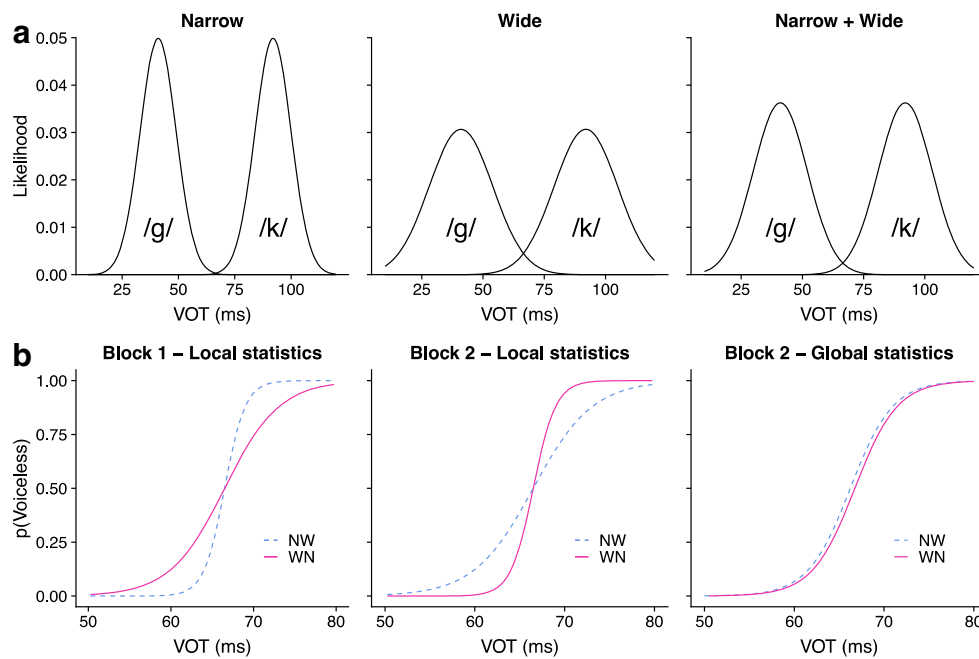 a
Narrow
Wide
Narrow + Wide
Likelihood
0.05
0.04
0.03
0.02
0.01
0.00
/g/
/k/
/g/
/k/
/g/
/k/
25 50 75 100
25 50 75 100
25 50 75 100
VOT (ms)
VOT (ms)
VOT (ms)
b
Block 1 – Local statistics
Block 2 – Local statistics
Block 2 – Global statistics
p(Voiceless)
1.00
0.75
0.50
0.25
0.00
NW
WN
NW
WN
NW
WN
50 60 70 80
50 60 70 80
50 60 70 80
VOT (ms)
VOT (ms)
VOT (ms)